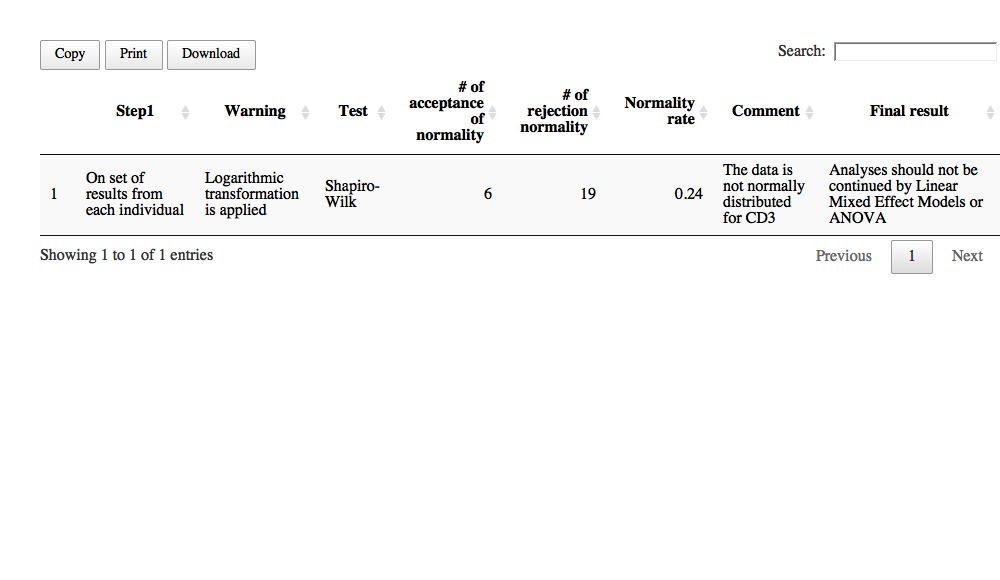 Copy Print Download Search:
Step1 Warning Test # of acceptance of normality # of rejection normality Normality rate Comment Final result
1 On set of results from each individual Logarithmic transformation is applied Shapiro-Wilk 6 19 0.24 The data is not normally distributed for CD3 Analyses should not be continued by Linear Mixed Effect Models or ANOVA
Showing 1 to 1 of 1 entries Previous 1 Next